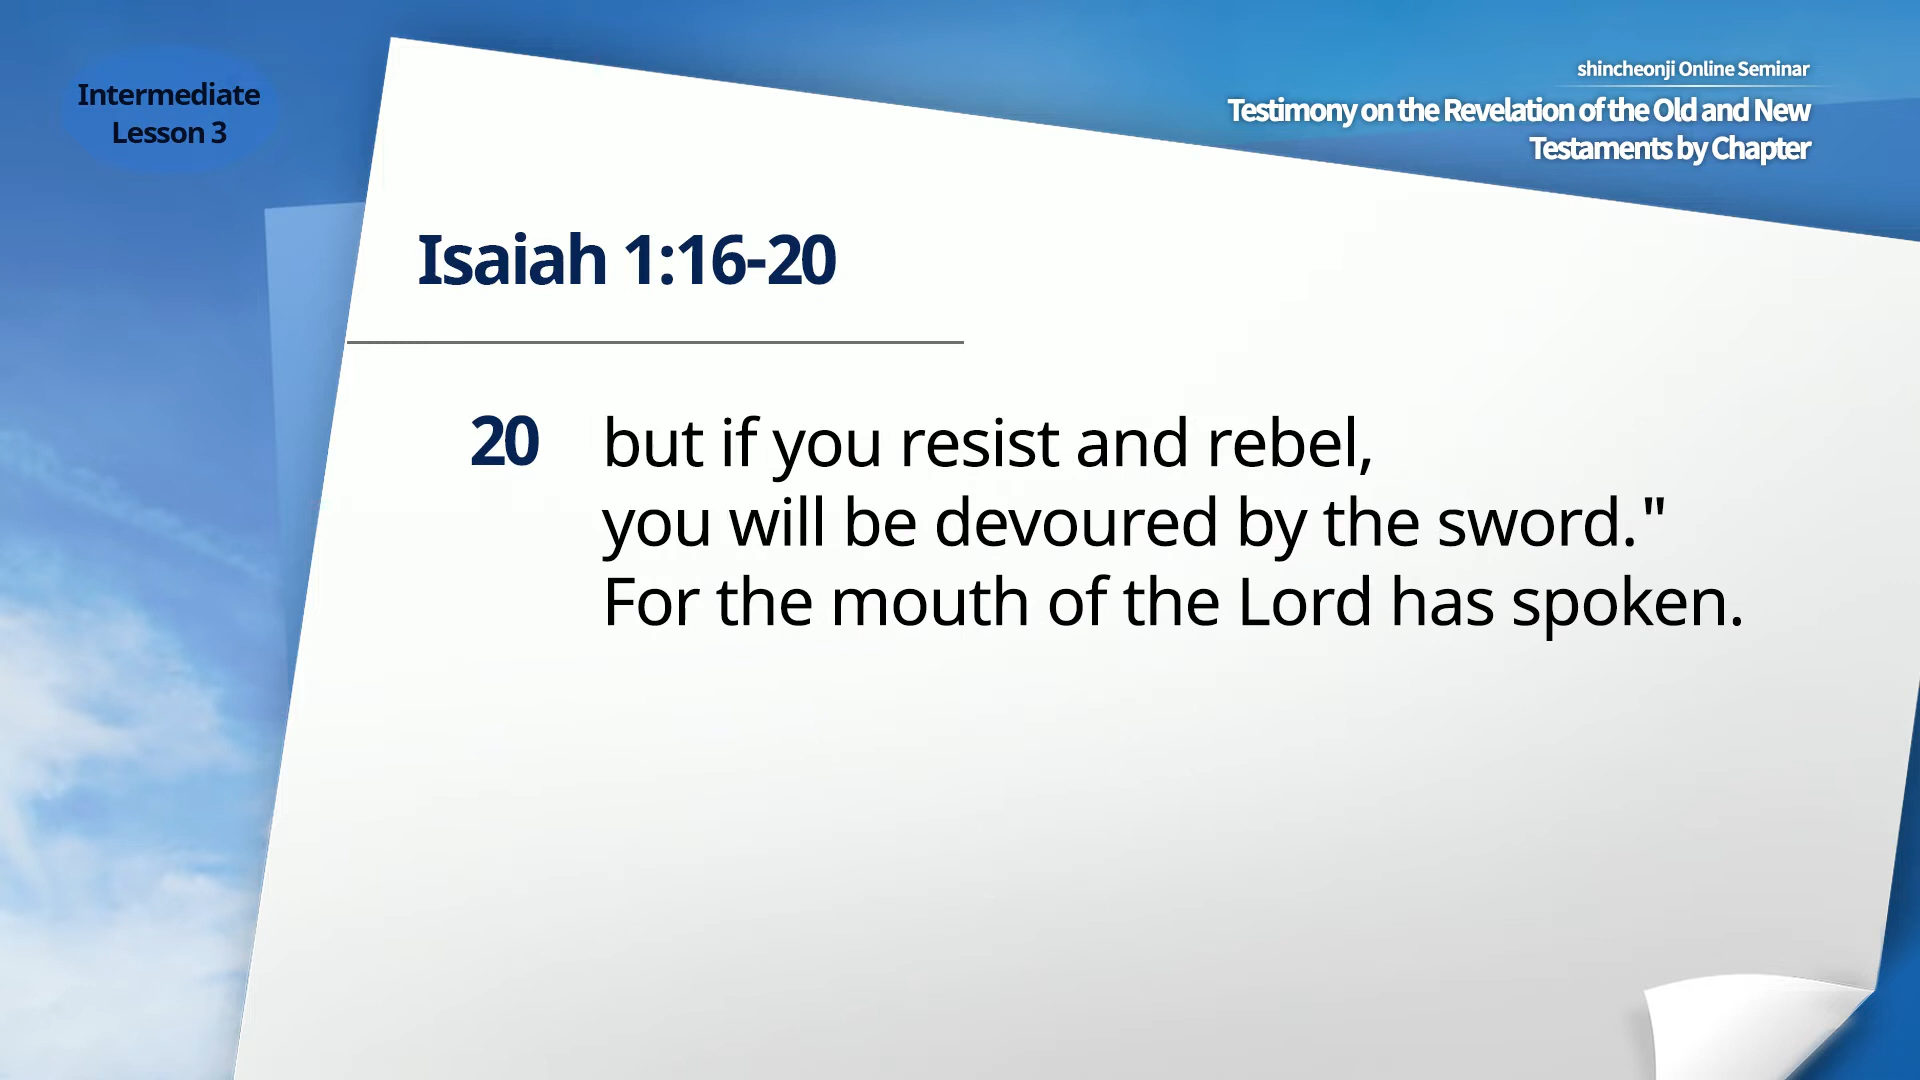 Intermediate
Lesson 3
shincheonji Online Seminar
Testimony on the Revelation of the Old and New
Testaments by Chapter
Isaiah 1:16-20
20 but if you resist and rebel,
you will be devoured by the sword."
For the mouth of the Lord has spoken.